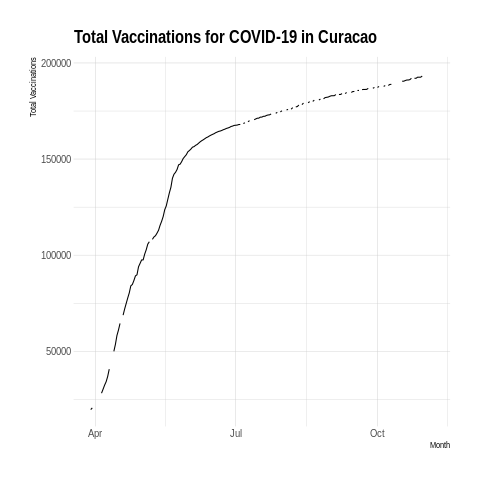 Total Vaccinations for COVID-19 in Curacao
Total Vaccinations
200000
150000
100000
50000
Apr
Jul
Oct
Month